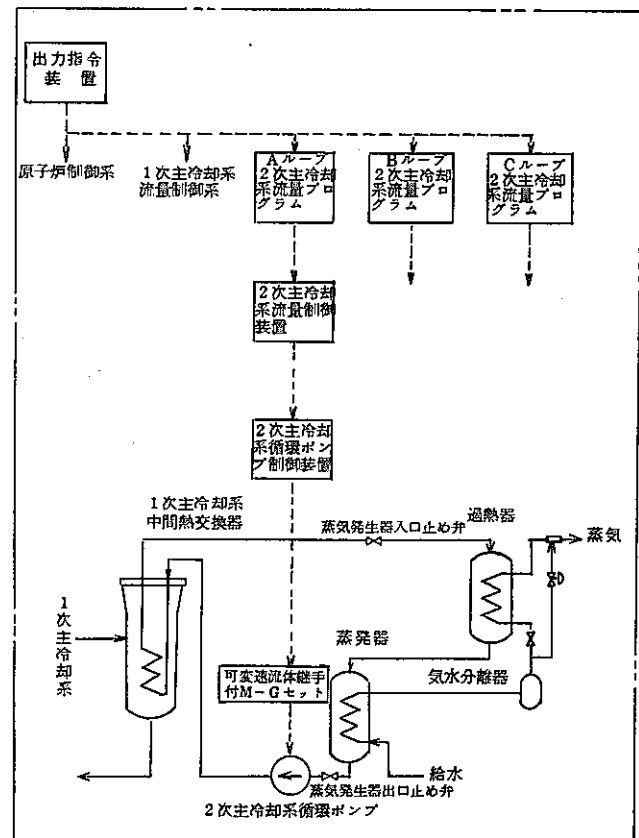 出力指令
装　置
原子炉制御系
1次主冷却系
流量制御系
Aループ
2次主冷却
系流量プロ
グラム
Bループ
2次主冷却
系流量プロ
グラム
Cループ
2次主冷却
系流量プロ
グラム
2次主冷却
系流量制御
装置
2次主冷却
系循環ポン
プ制御装置
1次主冷却系
中間熱交換器
蒸気発生器入口止め弁
過熱器
蒸気
1次主冷却系
蒸発器
気水分離器
可変速流体継手
付M-Gセット
給水
蒸気発生器出口止め弁
2次主冷却系循環ポンプ